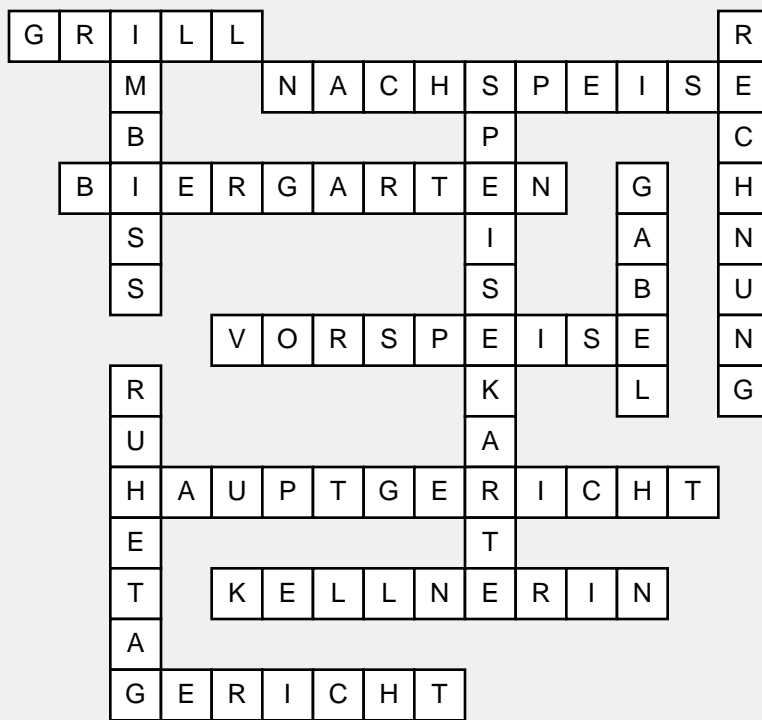 GRILL
IMBISS
RECHNUNG
NACHSPEISE
SPEISEKARTE
BIERGARTEN
GABEL
VORSPEISE
RUHETAG
HAUPTGERICHT
KELLNERIN
GERICHT